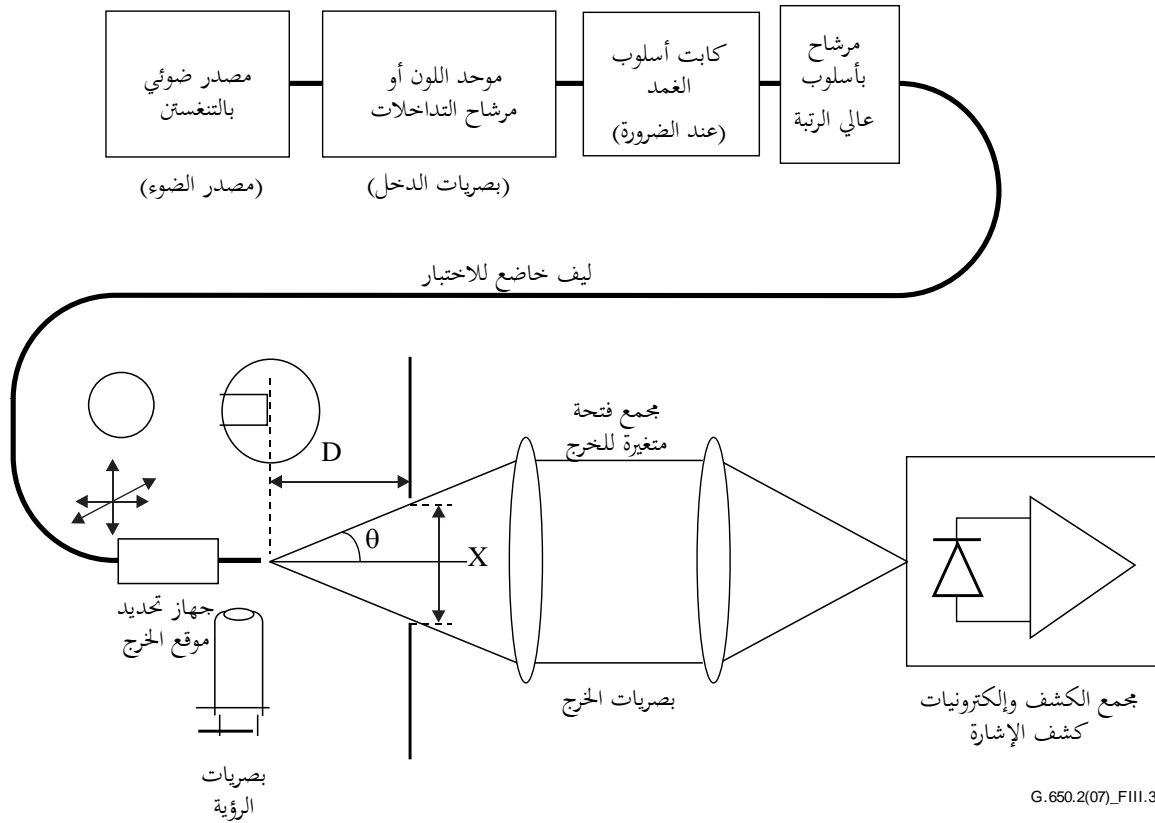 مصدر ضوئي
بالتنغستن
(مصدر الضوء)
موحد اللون أو
مرشاح التداخلات
(بصريات الدخل)
كابت أسلوب
الغمد
(عند الضرورة)
مرشاح
بأسلوب
عالي الرتبة
ليف خاضع للاختبار
D
θ
X
مجمع فتحة
متغيرة للخرج
جهاز تحديد
موقع الخرج
بصريات الخرج
مجمع الكشف وإلكترونيات
كشف الإشارة
بصريات
الرؤية
G.650.2(07)_FIII.3